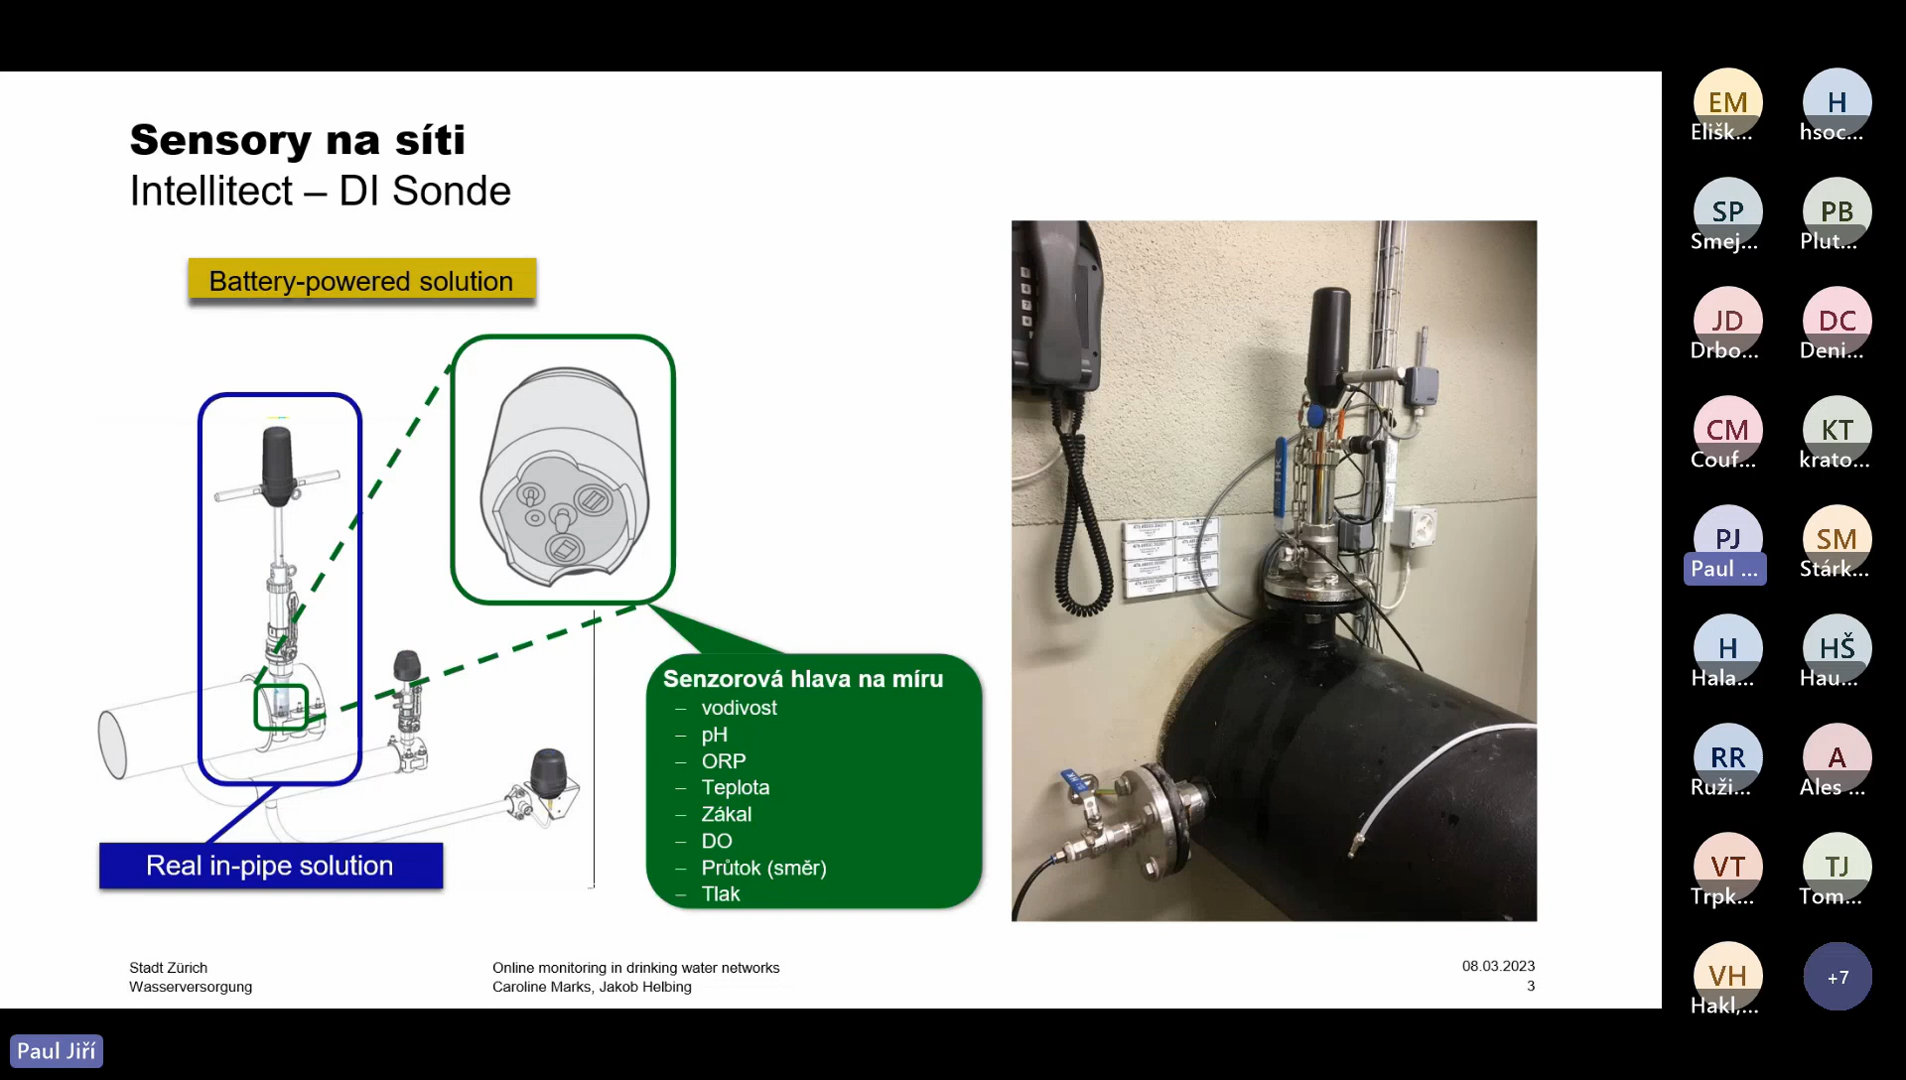 Sensory na síti
Intellitect – DI Sonde
Battery-powered solution
Real in-pipe solution
Senzorová hlava na míru
– vodivost
– pH
– ORP
– Teplota
– Zákal
– DO
– Průtok (směr)
– Tlak
Stadt Zürich
Wasserversorgung
Online monitoring in drinking water networks
Caroline Marks, Jakob Helbing
08.03.2023
3
EM
Elišk...
H
hsoc...
SP
Smej...
PB
Plut...
JD
Drbo...
DC
Deni...
CM
Couf...
KT
krato...
PJ
Paul ...
SM
Stárk...
H
Hala...
HŠ
Hau...
RR
Ruži...
A
Ales ...
VT
Trpk...
TJ
Tom...
VH
Hakl,...
+7
Paul Jiří